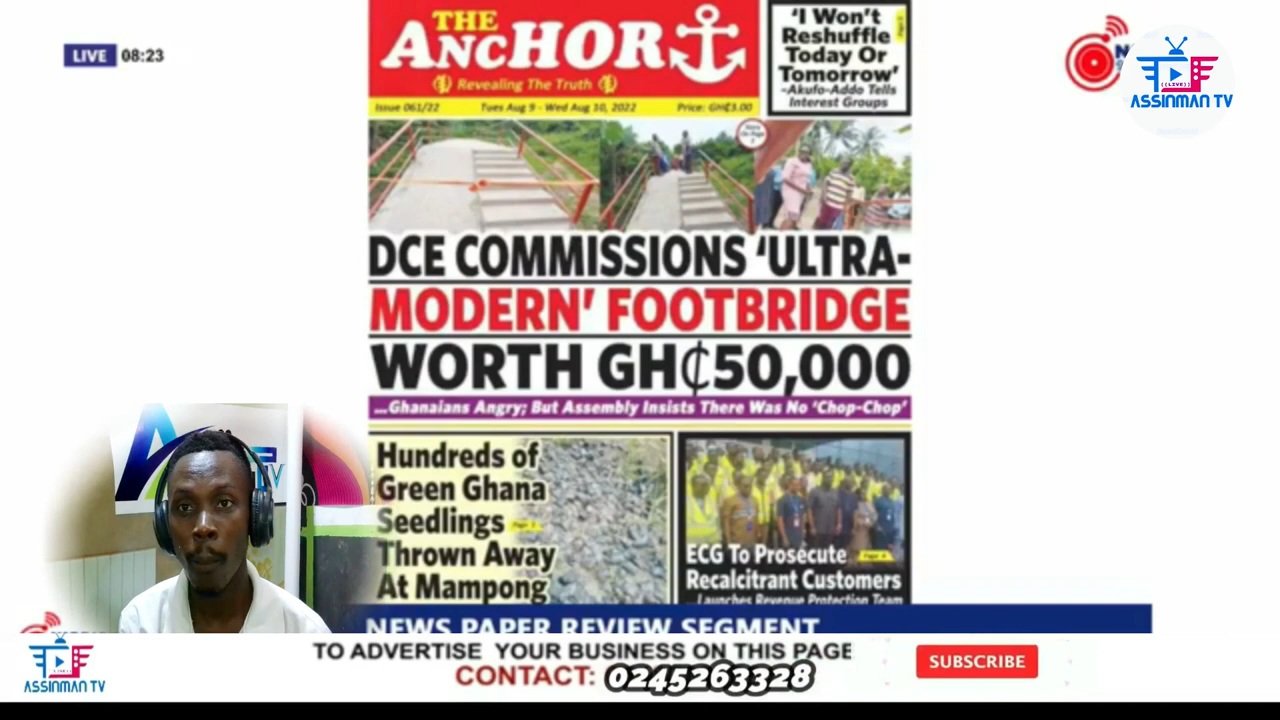 LIVE 08:23
THE
ANCHOR
Revealing The Truth
Issue 061/22 Tues Aug 9 - Wed Aug 10, 2022 Price: GH₵3.00
'I Won't
Reshuffle
Today Or
Tomorrow'
-Akufo-Addo Tells
Interest Groups
ASSINMAN TV
DCE COMMISSIONS 'ULTRA-
MODERN' FOOTBRIDGE
WORTH GH₵50,000
...Ghanaians Angry; But Assembly Insists There Was No 'Chop-Chop'
Hundreds of
Green Ghana
Seedlings
Thrown Away
At Mampong
ECG To Prosecute
Recalcitrant Customers
Launches Revenue Protection Team
TV
NEWS PAPER REVIEW SEGMENT
TO ADVERTISE YOUR BUSINESS ON THIS PAGE
CONTACT: 0245263328
SUBSCRIBE
ASSINMAN TV